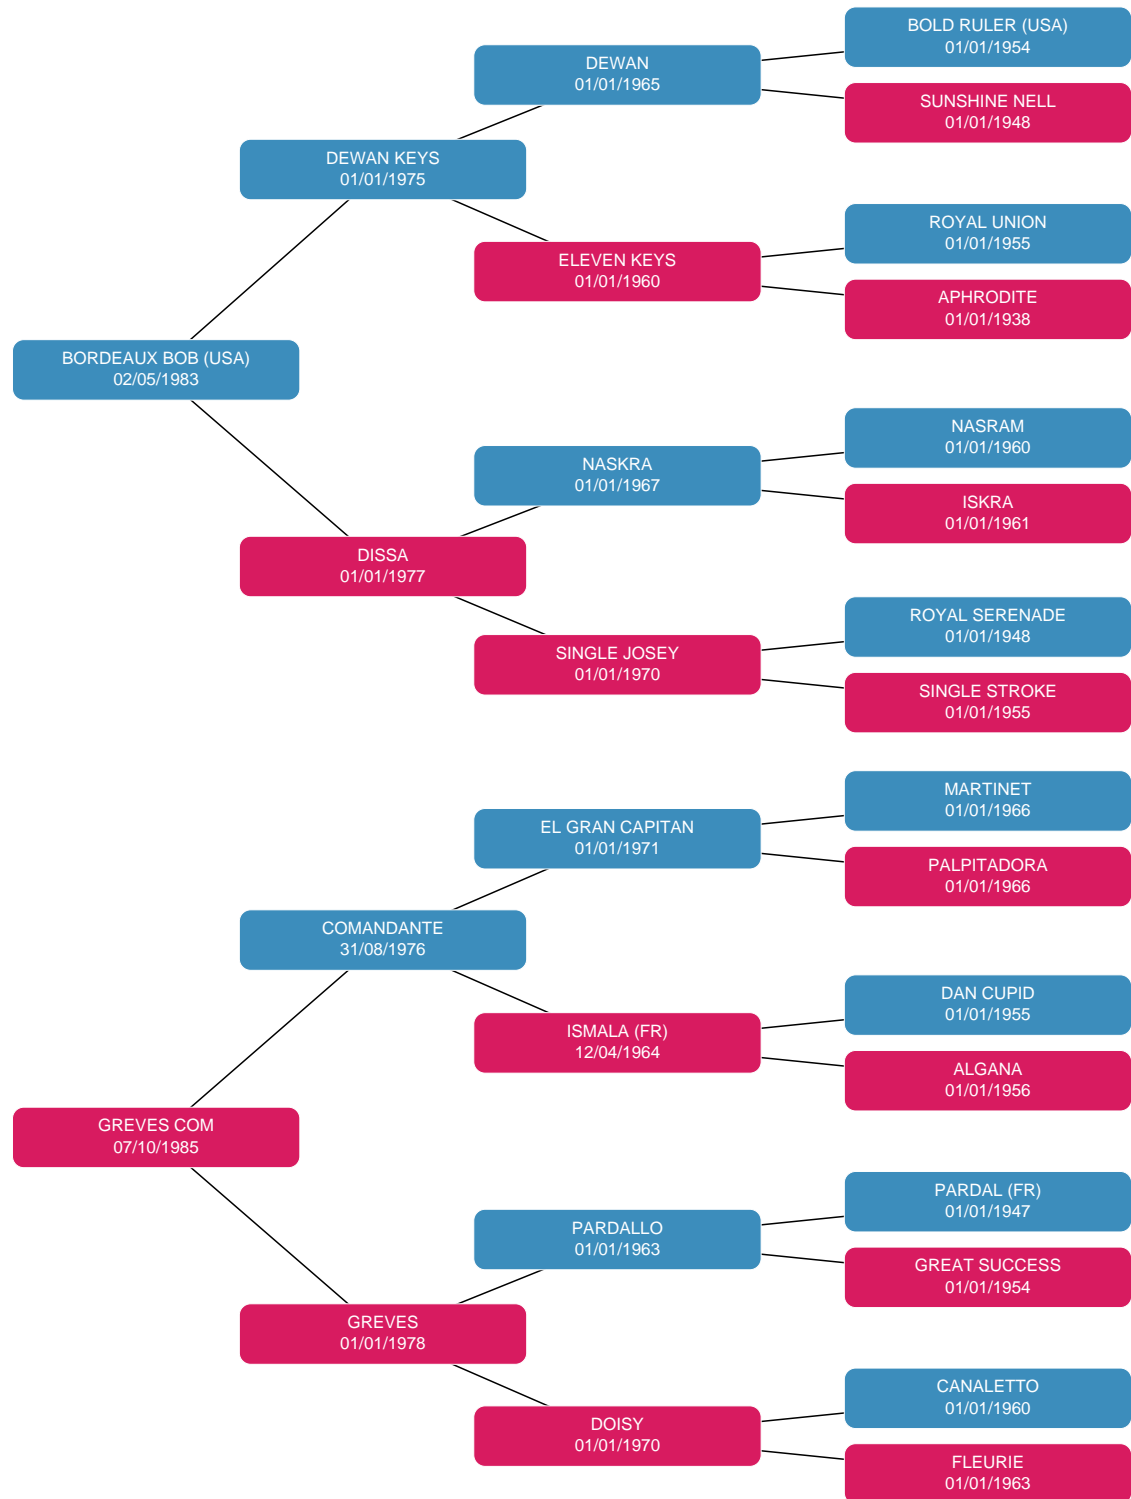 BOLD RULER (USA)
01/01/1954
DEWAN
01/01/1965
SUNSHINE NELL
01/01/1948
DEWAN KEYS
01/01/1975
ROYAL UNION
01/01/1955
ELEVEN KEYS
01/01/1960
APHRODITE
01/01/1938
BORDEAUX BOB (USA)
02/05/1983
NASRAM
01/01/1960
NASKRA
01/01/1967
ISKRA
01/01/1961
DISSA
01/01/1977
ROYAL SERENADE
01/01/1948
SINGLE JOSEY
01/01/1970
SINGLE STROKE
01/01/1955
MARTINET
01/01/1966
EL GRAN CAPITAN
01/01/1971
PALPITADORA
01/01/1966
COMANDANTE
31/08/1976
DAN CUPID
01/01/1955
ISMALA (FR)
12/04/1964
ALGANA
01/01/1956
GREVES COM
07/10/1985
PARDAL (FR)
01/01/1947
PARDALLO
01/01/1963
GREAT SUCCESS
01/01/1954
GREVES
01/01/1978
CANALETTO
01/01/1960
DOISY
01/01/1970
FLEURIE
01/01/1963